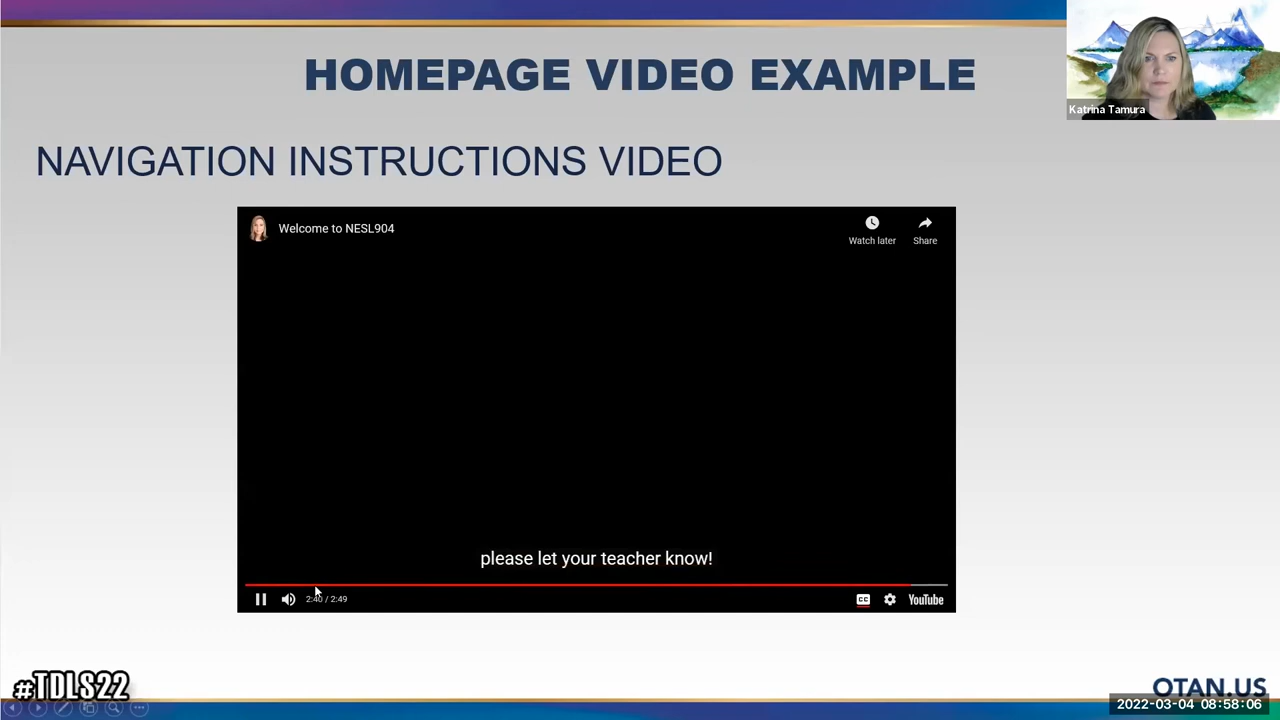 HOMEPAGE VIDEO EXAMPLE
Katrina Tamura
NAVIGATION INSTRUCTIONS VIDEO
Welcome to NESL904
Watch later
Share
please let your teacher know!
2:40 / 2:49
CC
YouTube
#TDLS22
OTAN.US
2022-03-04 08:58:06